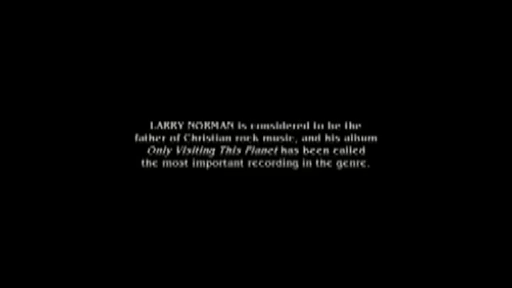 LARRY NORMAN is considered to be the
father of Christian rock music, and his album
Only Visiting This Planet has been called
the most important recording in the genre.